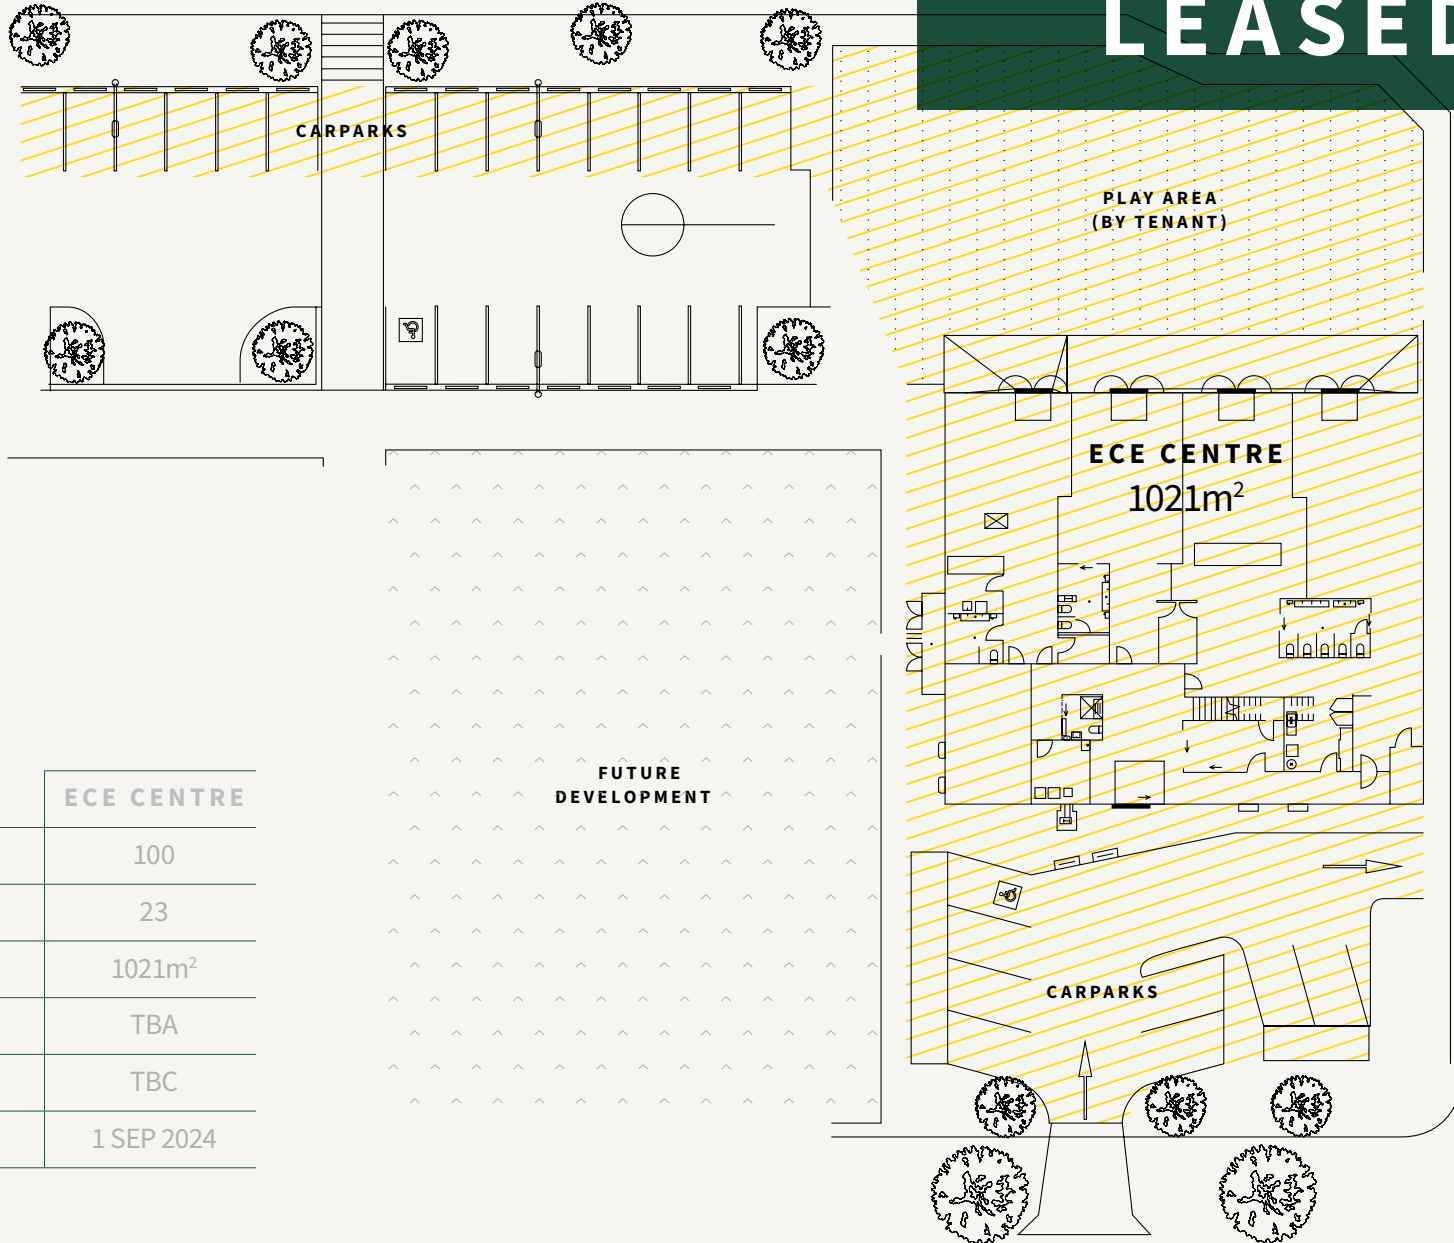 LEASED
CARPARKS
PLAY AREA
(BY TENANT)
ECE CENTRE
1021m²
FUTURE
DEVELOPMENT
ECE CENTRE
100
23
1021m²
TBA
TBC
1 SEP 2024
CARPARKS